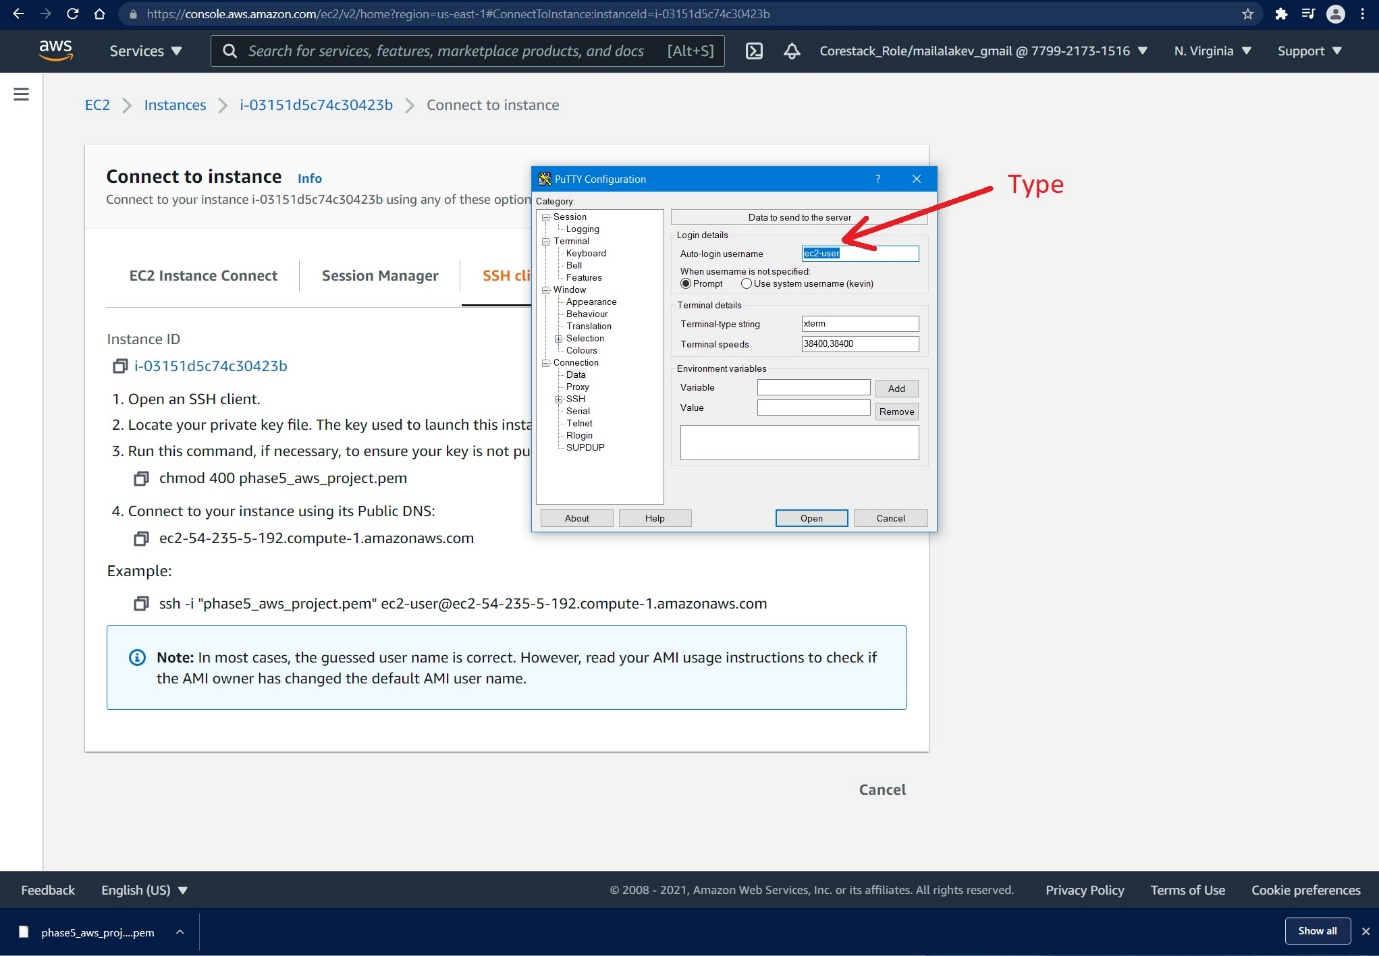 https://console.aws.amazon.com/ec2/v2/home?region=us-east-1#ConnectToInstance:instanceId=i-03151d5c74c30423b
aws
Services
Search for services, features, marketplace products, and docs
[Alt+S]
Corestack_Role/mailalakev_gmail @ 7799-2173-1516
N. Virginia
Support
EC2
Instances
i-03151d5c74c30423b
Connect to instance
Connect to instance
Info
Connect to your instance i-03151d5c74c30423b using any of these option
EC2 Instance Connect
Session Manager
SSH cli
Instance ID
i-03151d5c74c30423b
1. Open an SSH client.
2. Locate your private key file. The key used to launch this insta
3. Run this command, if necessary, to ensure your key is not pu
chmod 400 phase5_aws_project.pem
4. Connect to your instance using its Public DNS:
ec2-54-235-5-192.compute-1.amazonaws.com
Example:
ssh -i "phase5_aws_project.pem" ec2-user@ec2-54-235-5-192.compute-1.amazonaws.com
Note: In most cases, the guessed user name is correct. However, read your AMI usage instructions to check if
the AMI owner has changed the default AMI user name.
Cancel
PuTTY Configuration
?
Category:
Session
Logging
Terminal
Keyboard
Bell
Features
Window
Appearance
Behaviour
Translation
Selection
Colours
Connection
Data
Proxy
SSH
Serial
Telnet
Rlogin
SUPDUP
Data to send to the server
Login details
Auto-login username
ec2-user
When username is not specified:
Prompt
Use system username (kevin)
Terminal details
Terminal-type string
xterm
Terminal speeds
38400,38400
Environment variables
Variable
Add
Value
Remove
About
Help
Open
Cancel
Type
Feedback
English (US)
© 2008 - 2021, Amazon Web Services, Inc. or its affiliates. All rights reserved.
Privacy Policy
Terms of Use
Cookie preferences
phase5_aws_proj....pem
Show all